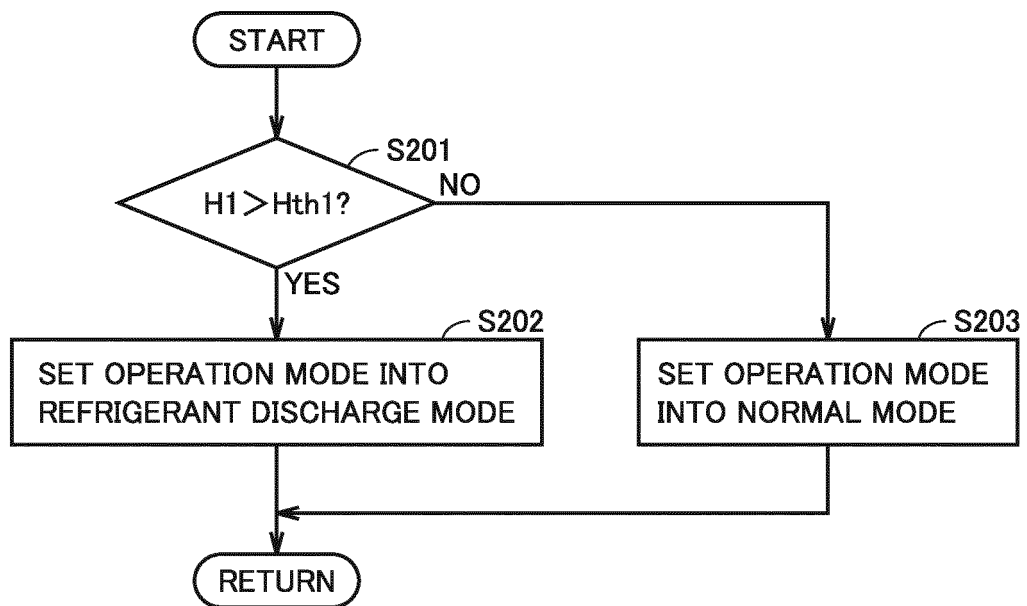 START
S201
H1＞Hth1?
NO
YES
S202
SET OPERATION MODE INTO
REFRIGERANT DISCHARGE MODE
S203
SET OPERATION MODE
INTO NORMAL MODE
RETURN